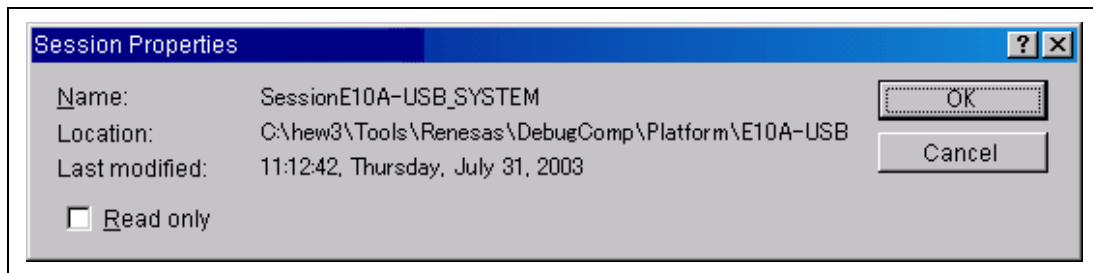 Session Properties
? X
Name: SessionE10A-USB_SYSTEM OK
Location: C:\hew3\Tools\Renesas\DebugComp\Platform\E10A-USB
Last modified: 11:12:42, Thursday, July 31, 2003 Cancel
Read only